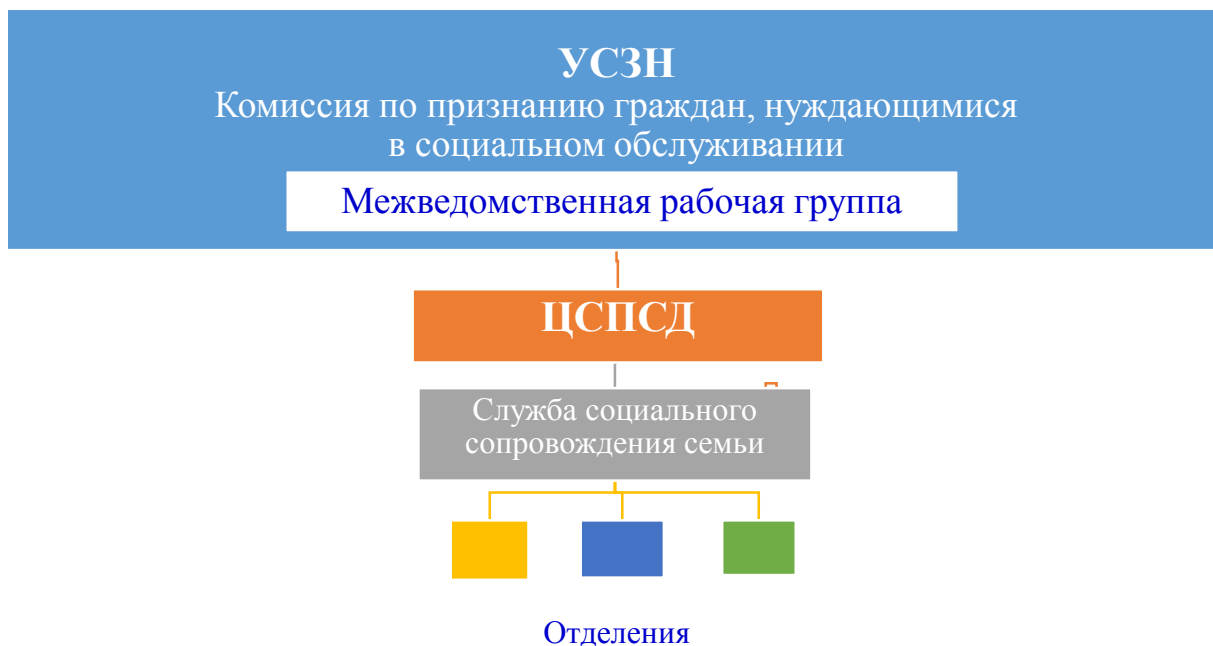 УСЗН
Комиссия по признанию граждан, нуждающимися
в социальном обслуживании
Межведомственная рабочая группа
ЦСПСД
Служба социального
сопровождения семьи
Отделения